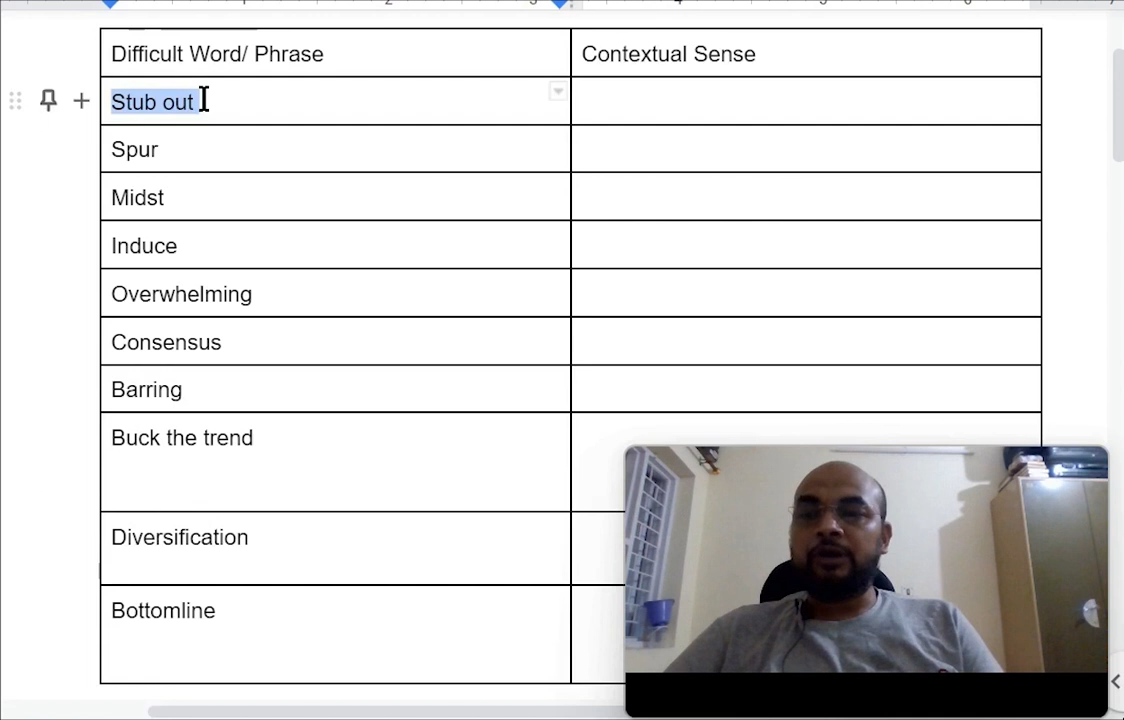 Difficult Word/ Phrase
Contextual Sense
Stub out
Spur
Midst
Induce
Overwhelming
Consensus
Barring
Buck the trend
Diversification
Bottomline